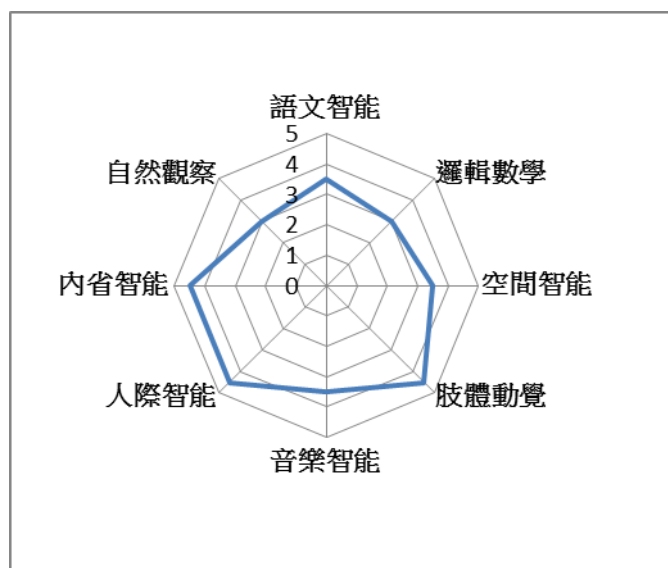 語文智能
5
自然觀察
4
邏輯數學
3
2
1
內省智能
0
空間智能
人際智能
肢體動覺
音樂智能